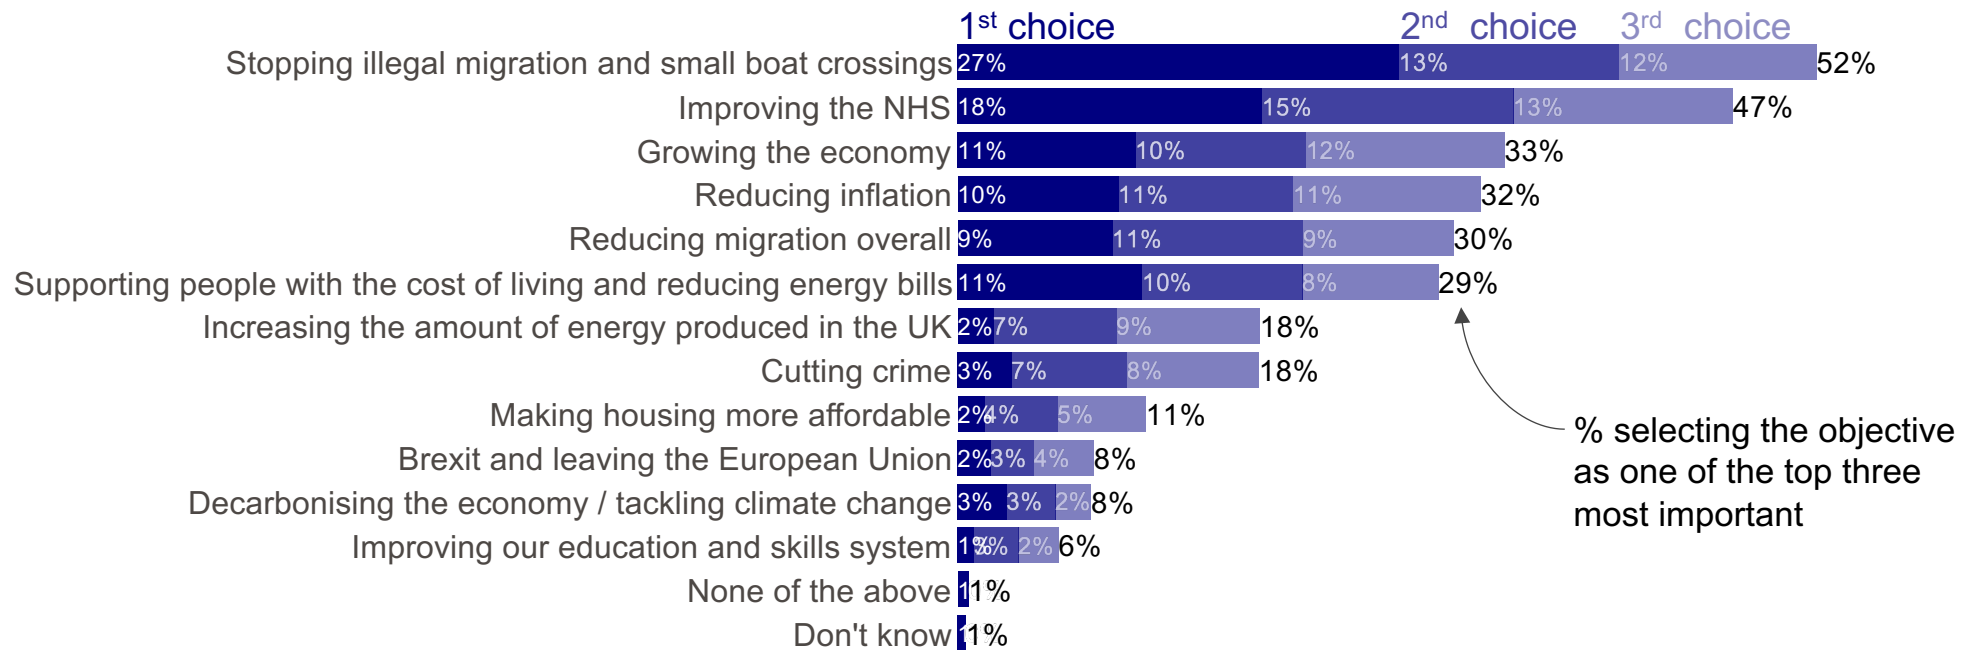 1st choice 2nd choice 3rd choice
Stopping illegal migration and small boat crossings 27% 13% 12% 52%
Improving the NHS 18% 15% 13% 47%
Growing the economy 11% 10% 12% 33%
Reducing inflation 10% 11% 11% 32%
Reducing migration overall 9% 11% 9% 30%
Supporting people with the cost of living and reducing energy bills 11% 10% 8% 29%
Increasing the amount of energy produced in the UK 2% 7% 9% 18%
Cutting crime 3% 7% 8% 18%
Making housing more affordable 2% 4% 5% 11%
Brexit and leaving the European Union 2% 3% 4% 8%
Decarbonising the economy / tackling climate change 3% 3% 2% 8%
Improving our education and skills system 1% 3% 2% 6%
None of the above 1%
Don't know 1%
% selecting the objective
as one of the top three
most important